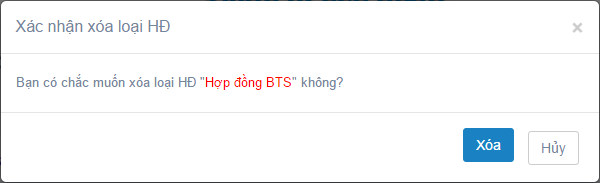 Xác nhận xóa loại HĐ
×
Bạn có chắc muốn xóa loại HĐ "Hợp đồng BTS" không?
Xóa
Hủy